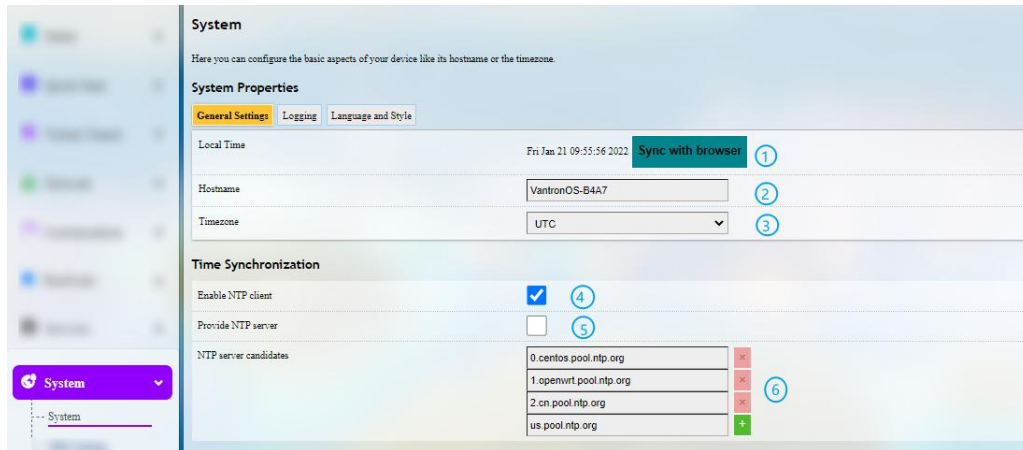 System
Here you can configure the basic aspects of your device like its hostname or the timezone.
System Properties
General Settings Logging Language and Style
Local Time Fri Jan 21 09:55:56 2022 Sync with browser 1
Hostname VantronOS-B4A7 2
Timezone UTC 3
Time Synchronization
Enable NTP client 4
Provide NTP server 5
NTP server candidates 0.centos.pool.ntp.org ×
1.openwrt.pool.ntp.org × 6
2.cn.pool.ntp.org ×
us.pool.ntp.org +
System
System